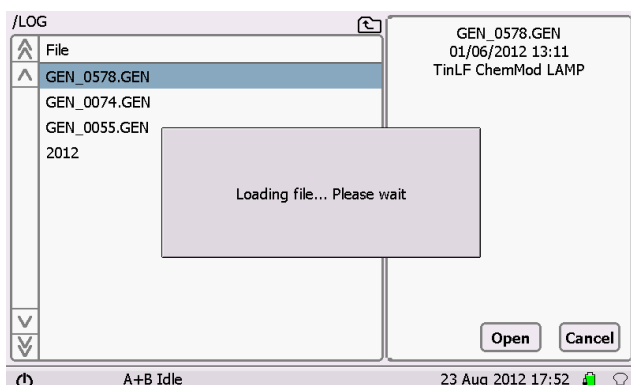 /LOG
File
GEN_0578.GEN
GEN_0074.GEN
GEN_0055.GEN
2012
GEN_0578.GEN
01/06/2012 13:11
TinLF ChemMod LAMP
Loading file... Please wait
Open
Cancel
A+B Idle
23 Aug 2012 17:52